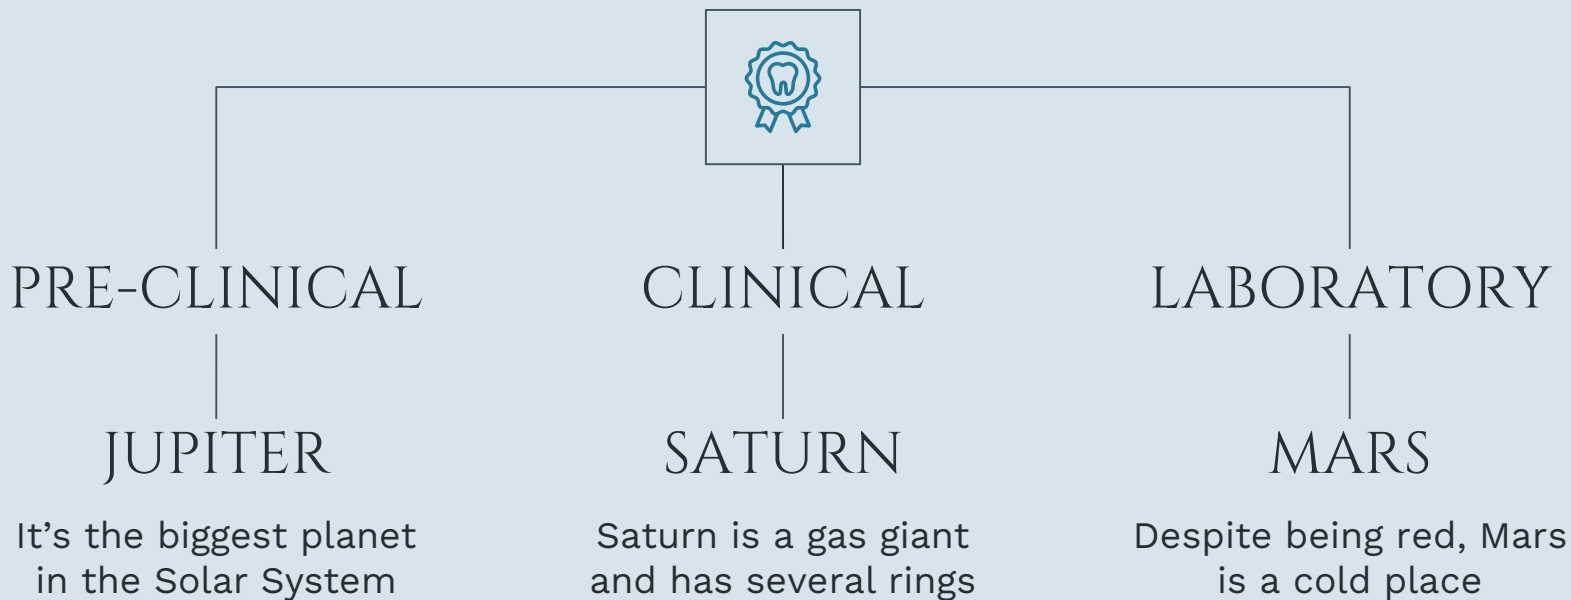 PRE-CLINICAL
CLINICAL
LABORATORY
JUPITER
SATURN
MARS
It’s the biggest planet
in the Solar System
Saturn is a gas giant
and has several rings
Despite being red, Mars
is a cold place